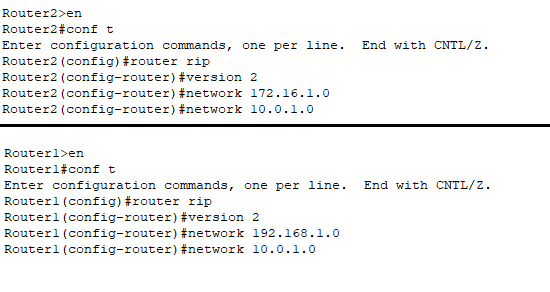 Router2>en
Router2#conf t
Enter configuration commands, one per line.  End with CNTL/Z.
Router2(config)#router rip
Router2(config-router)#version 2
Router2(config-router)#network 172.16.1.0
Router2(config-router)#network 10.0.1.0
Router1>en
Router1#conf t
Enter configuration commands, one per line.  End with CNTL/Z.
Router1(config)#router rip
Router1(config-router)#version 2
Router1(config-router)#network 192.168.1.0
Router1(config-router)#network 10.0.1.0